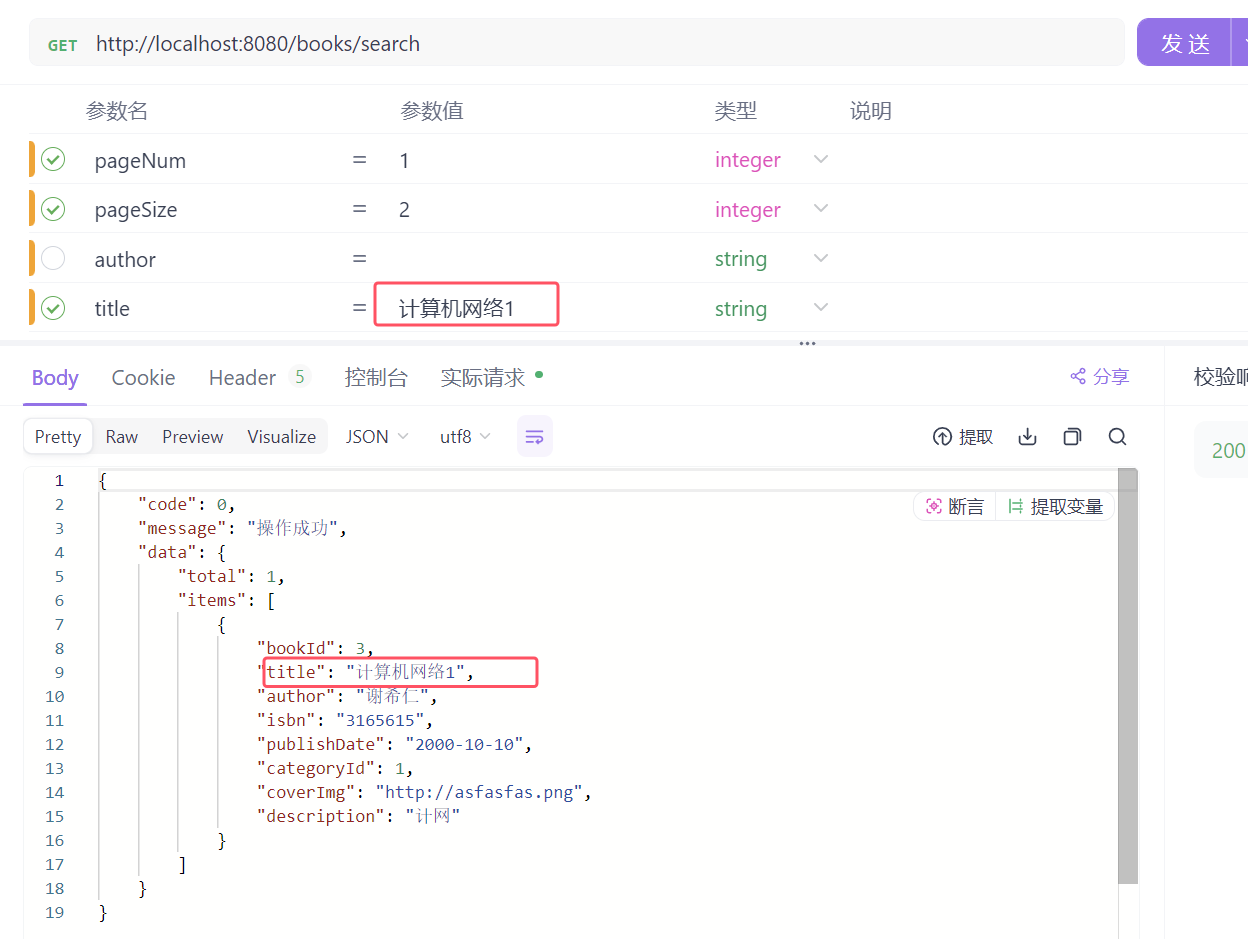 GET http://localhost:8080/books/search 发 送
参数名 参数值 类型 说明
pageNum = 1 integer
pageSize = 2 integer
author = string
title = 计算机网络1 string
Body Cookie Header 5 控制台 实际请求 分享 校验响
Pretty Raw Preview Visualize JSON utf8 提取 200
1 {
断言 提取变量
2 "code": 0,
3 "message": "操作成功",
4 "data": {
5 "total": 1,
6 "items": [
7 {
8 "bookId": 3,
9 "title": "计算机网络1",
10 "author": "谢希仁",
11 "isbn": "3165615",
12 "publishDate": "2000-10-10",
13 "categoryId": 1,
14 "coverImg": "http://asfasfas.png",
15 "description": "计网"
16 }
17 ]
18 }
19 }